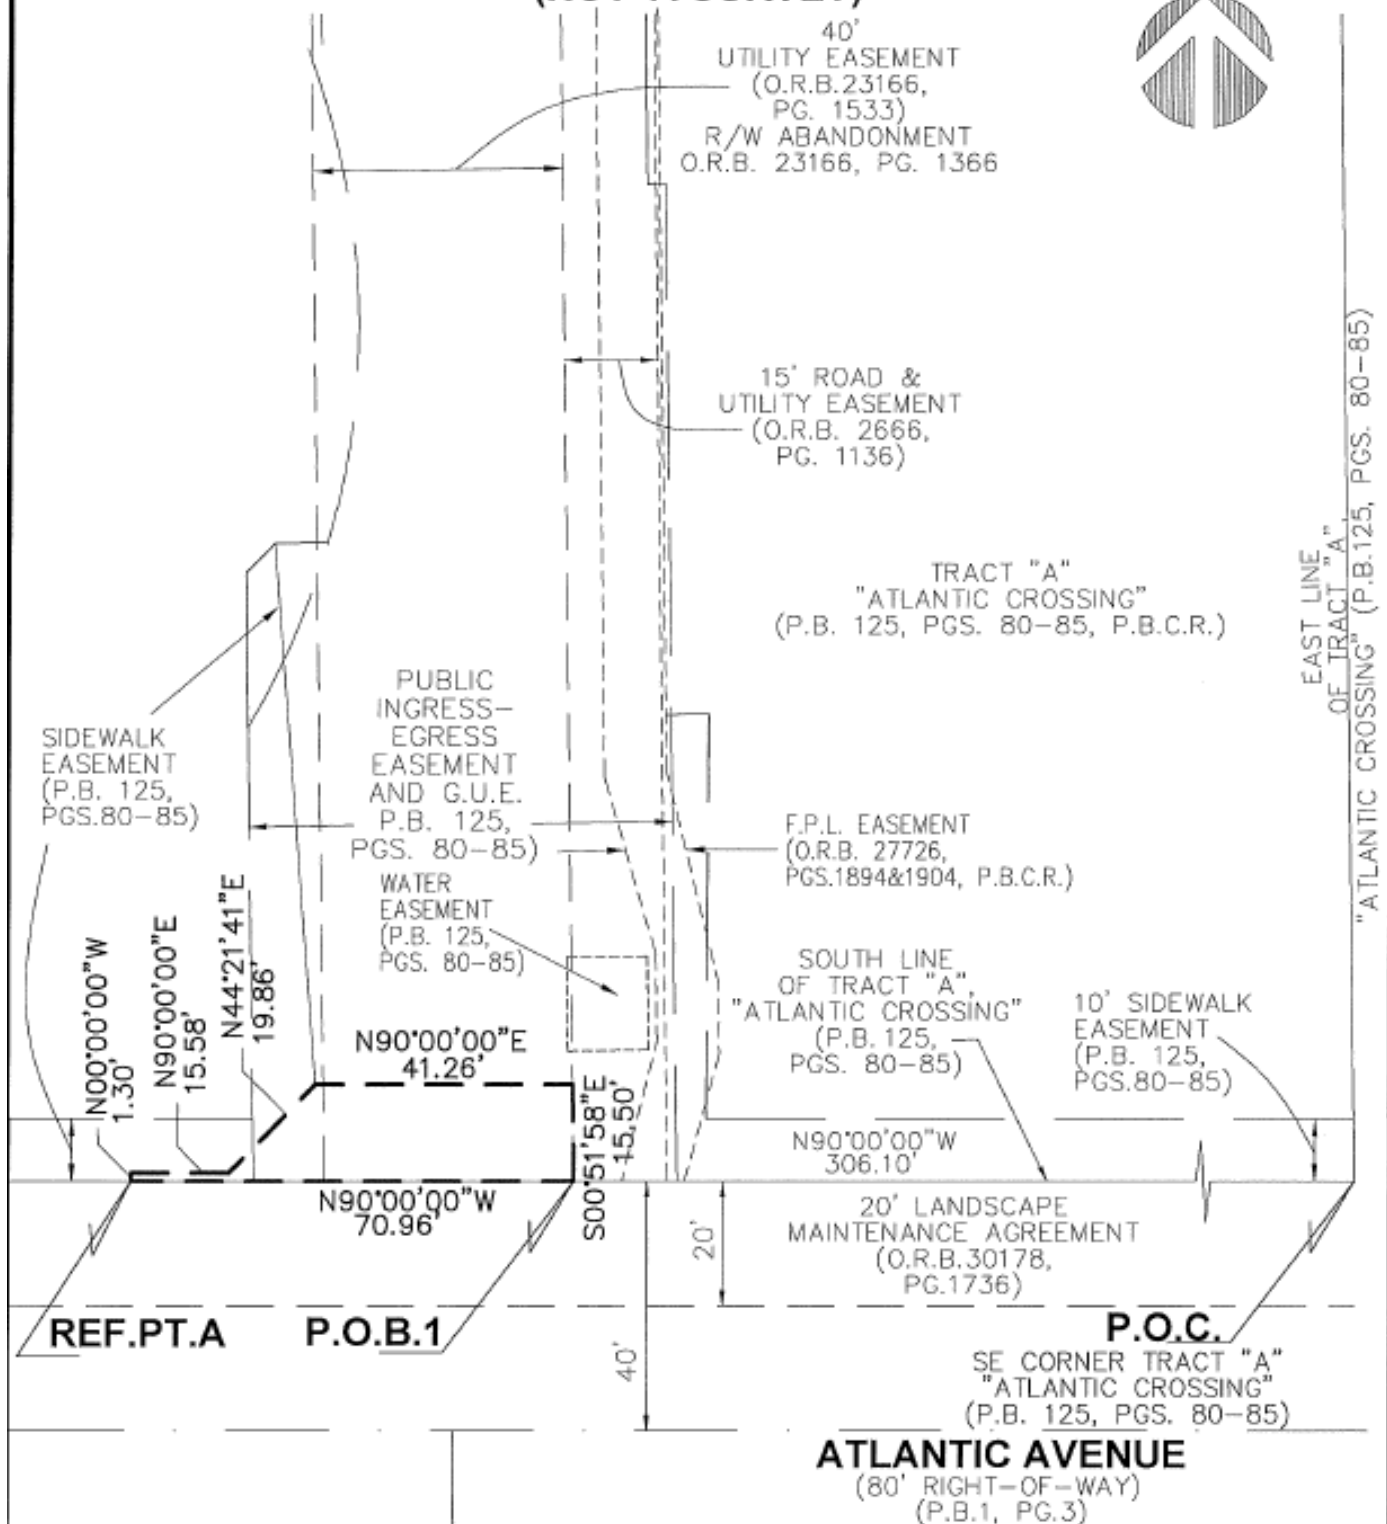 40'
UTILITY EASEMENT
(O.R.B.23166,
PG. 1533)
R/W ABANDONMENT
O.R.B. 23166, PG. 1366
15' ROAD &
UTILITY EASEMENT
(O.R.B. 2666,
PG. 1136)
TRACT "A"
"ATLANTIC CROSSING"
(P.B. 125, PGS. 80-85, P.B.C.R.)
EAST LINE
OF TRACT "A",
"ATLANTIC CROSSING" (P.B.125, PGS. 80-85)
SIDEWALK
EASEMENT
(P.B. 125,
PGS.80-85)
PUBLIC
INGRESS-
EGRESS
EASEMENT
AND G.U.E.
P.B. 125,
PGS. 80-85)
F.P.L. EASEMENT
(O.R.B. 27726,
PGS.1894&1904, P.B.C.R.)
WATER
EASEMENT
(P.B. 125,
PGS. 80-85)
SOUTH LINE
OF TRACT "A",
"ATLANTIC CROSSING"
(P.B. 125,
PGS. 80-85)
10' SIDEWALK
EASEMENT
(P.B. 125,
PGS.80-85)
N00°00'00"W
1.30'
N90°00'00"E
15.58'
N44°21'41"E
19.86'
N90°00'00"E
41.26'
S00°51'58"E
15.50'
N90°00'00"W
306.10'
N90°00'00"W
70.96'
20'
20' LANDSCAPE
MAINTENANCE AGREEMENT
(O.R.B.30178,
PG.1736)
REF.PT.A
P.O.B.1
P.O.C.
40'
SE CORNER TRACT "A"
"ATLANTIC CROSSING"
(P.B. 125, PGS. 80-85)
ATLANTIC AVENUE
(80' RIGHT-OF-WAY)
(P.B.1, PG.3)